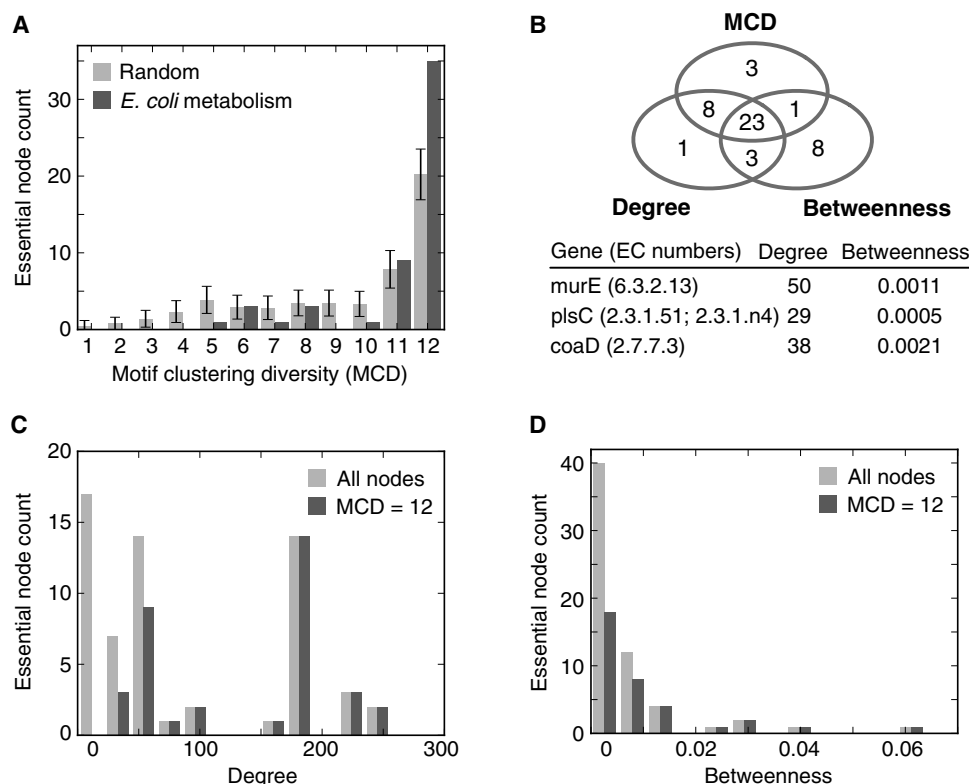 A
Essential node count
30
20
10
0
Random
E. coli metabolism
1 2 3 4 5 6 7 8 9 10 11 12
Motif clustering diversity (MCD)
B
MCD
3
8 23 1
1 3 8
Degree Betweenness
Gene (EC numbers) Degree Betweenness
murE (6.3.2.13) 50 0.0011
plsC (2.3.1.51; 2.3.1.n4) 29 0.0005
coaD (2.7.7.3) 38 0.0021
C
Essential node count
20
15
10
5
0
All nodes
MCD = 12
0 100 200 300
Degree
D
Essential node count
40
30
20
10
0
All nodes
MCD = 12
0 0.02 0.04 0.06
Betweenness